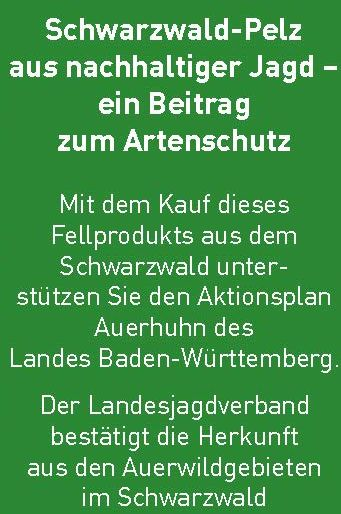 Schwarzwald-Pelz
aus nachhaltiger Jagd –
ein Beitrag
zum Artenschutz
Mit dem Kauf dieses
Fellprodukts aus dem
Schwarzwald unter-
stützen Sie den Aktionsplan
Auerhuhn des
Landes Baden-Württemberg.
Der Landesjagdverband
bestätigt die Herkunft
aus den Auerwildgebieten
im Schwarzwald